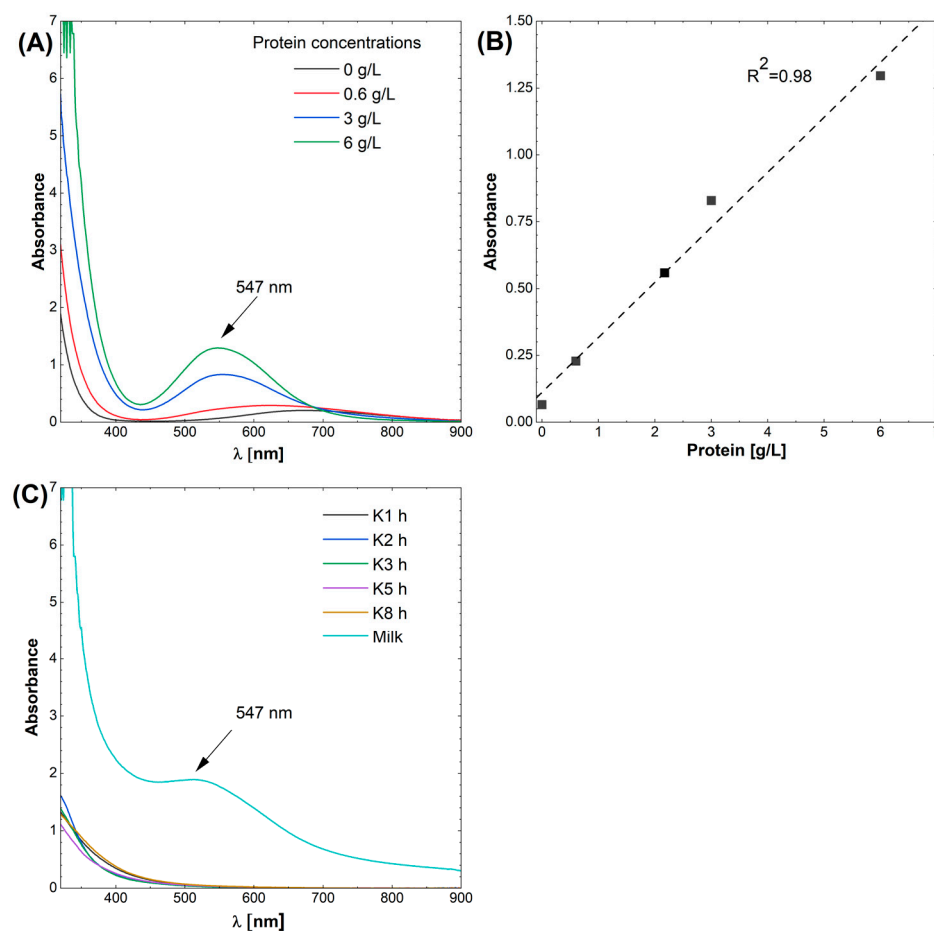 (A)
Protein concentrations
0 g/L
0.6 g/L
3 g/L
6 g/L
547 nm
Absorbance
7
6
5
4
3
2
1
0
400 500 600 700 800 900
λ [nm]
(B)
R²=0.98
Absorbance
1.50
1.25
1.00
0.75
0.50
0.25
0.00
0 1 2 3 4 5 6
Protein [g/L]
(C)
K1 h
K2 h
K3 h
K5 h
K8 h
Milk
547 nm
Absorbance
7
6
5
4
3
2
1
0
400 500 600 700 800 900
λ [nm]